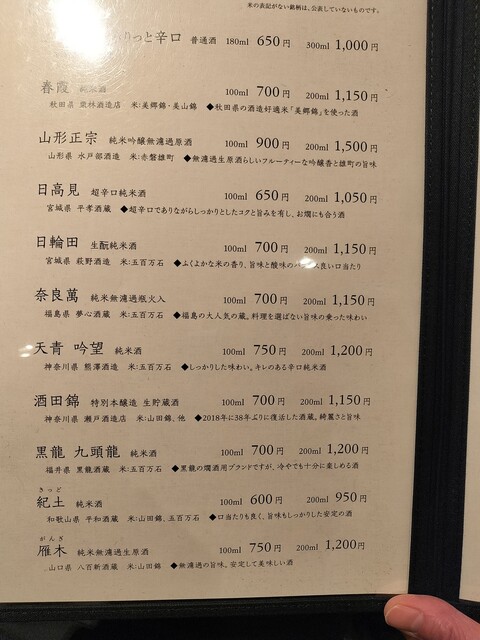 米の表記がない銘柄は、公表していないものです。
りっと辛口 普通酒 180ml 650円 300ml 1,000円
春霞 純米酒 100ml 700円 200ml 1,150円
秋田県 栗林酒造店 米:美郷錦・美山錦 ◆秋田県の酒造好適米「美郷錦」を使った酒
山形正宗 純米吟醸無濾過原酒 100ml 900円 200ml 1,500円
山形県 水戸部酒造 米:赤磐雄町 ◆無濾過生原酒らしいフルーティーな吟醸香と雄町の旨味
日高見 超辛口純米酒 100ml 650円 200ml 1,050円
宮城県 平孝酒蔵 ◆超辛口でありながらしっかりとしたコクと旨みを有し、お燗にも合う酒
日輪田 生酛純米酒 100ml 700円 200ml 1,150円
宮城県 萩野酒造 米:五百万石 ◆ふくよかな米の香り、旨味と酸味のバ 良い口当たり
奈良萬 純米無濾過瓶火入 100ml 700円 200ml 1,150円
福島県 夢心酒蔵 米:五百万石 ◆福島の大人気の蔵。料理を選ばない旨味の乗った味わい
天青 吟望 純米酒 100ml 750円 200ml 1,200円
神奈川県 熊澤酒造 米:五百万石 ◆しっかりした味わい。キレのある辛口純米酒
酒田錦 特別本醸造 生貯蔵酒 100ml 700円 200ml 1,150円
神奈川県 瀬戸酒造店 米:山田錦、他 ◆2018年に38年ぶりに復活した酒蔵。綺麗さと旨味
黒龍 九頭龍 純米酒 100ml 700円 200ml 1,200円
福井県 黒龍酒蔵 米:五百万石 ◆黒龍の燗酒用ブランドですが、冷やでも十分に楽しめる酒
きっど
紀土 純米酒 100ml 600円 200ml 950円
和歌山県 平和酒蔵 米:山田錦、五百万石 ◆口当たりも良く、旨味もしっかりした安定の酒
がんぎ
雁木 純米無濾過生原酒 100ml 750円 200ml 1,200円
山口県 八百新酒蔵 米:山田錦 ◆無濾過の旨味、安定して美味しい酒